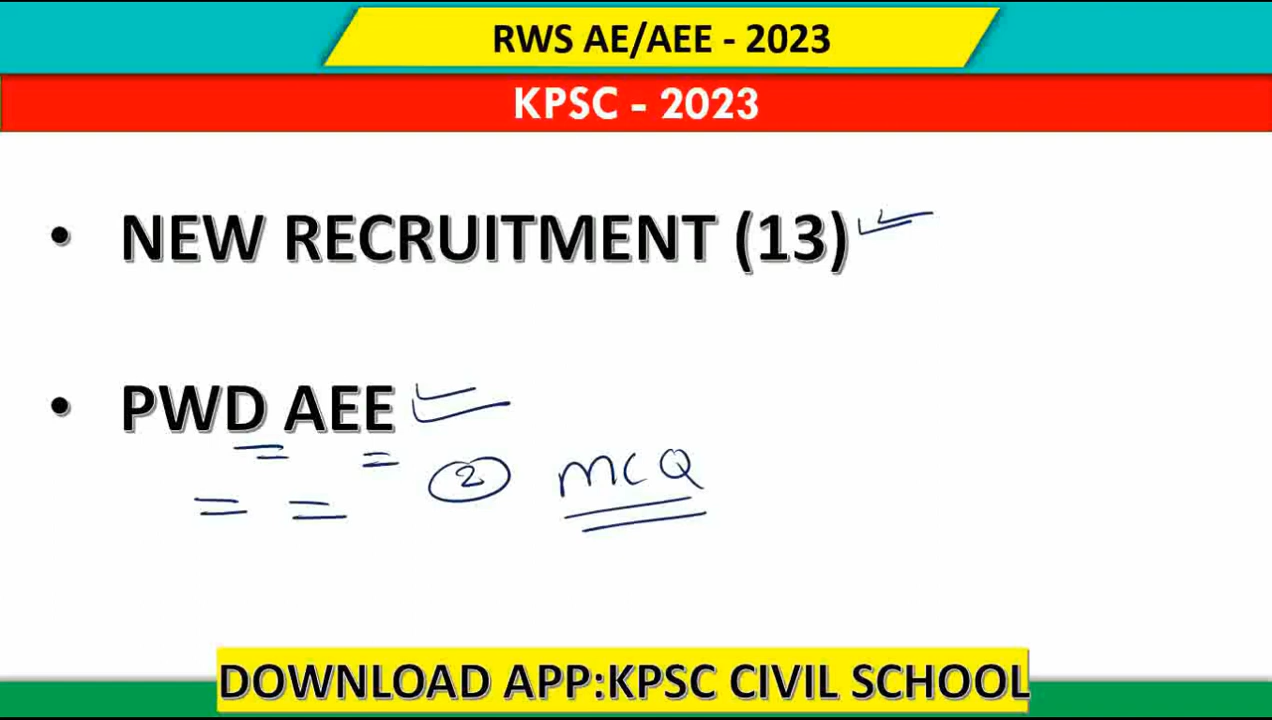 RWS AE/AEE - 2023
KPSC - 2023
• NEW RECRUITMENT (13)
• PWD AEE
2 MCQ
DOWNLOAD APP:KPSC CIVIL SCHOOL